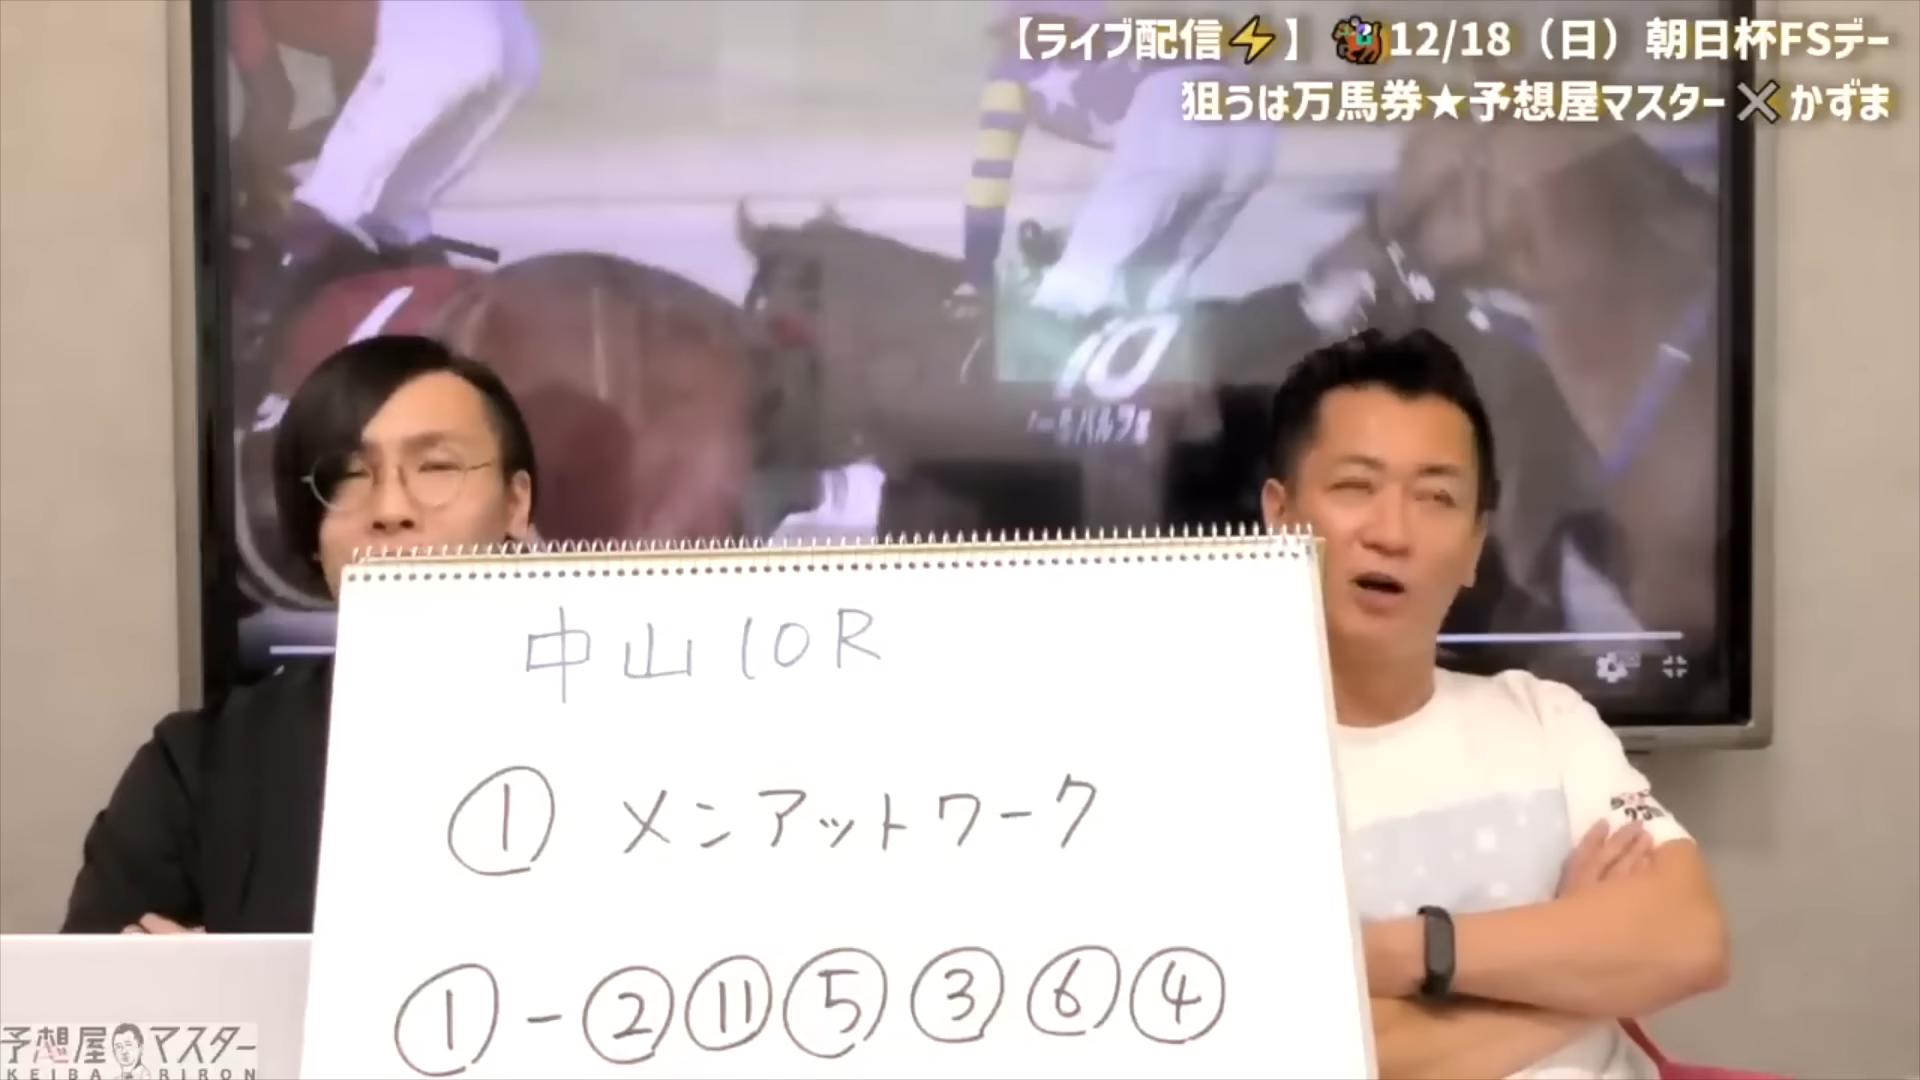 【ライブ配信⚡】 🏇12/18（日）朝日杯FSデー
狙うは万馬券★予想屋マスター✖かずま
10
中山10R
① メンアットワーク
①-②⑪⑤③⑥④
予想屋マスター
KEIBA RIRON